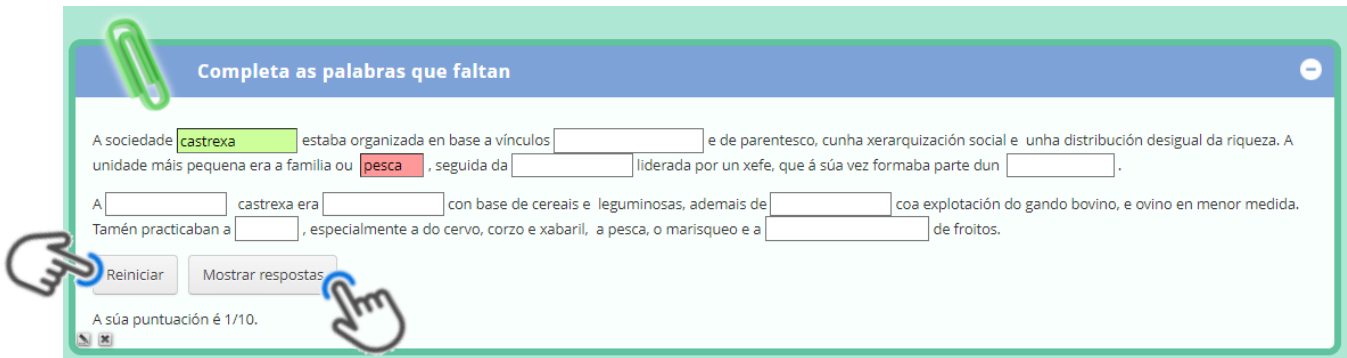 Completa as palabras que faltan
A sociedade castrexa estaba organizada en base a vínculos e de parentesco, cunha xerarquización social e unha distribución desigual da riqueza. A
unidade máis pequena era a familia ou pesca , seguida da liderada por un xefe, que á súa vez formaba parte dun .
A castrexa era con base de cereais e leguminosas, ademais de coa explotación do gando bovino, e ovino en menor medida.
Tamén practicaban a , especialmente a do cervo, corzo e xabaril, a pesca, o marisqueo e a de froitos.
Reiniciar Mostrar respostas
A súa puntuación é 1/10.